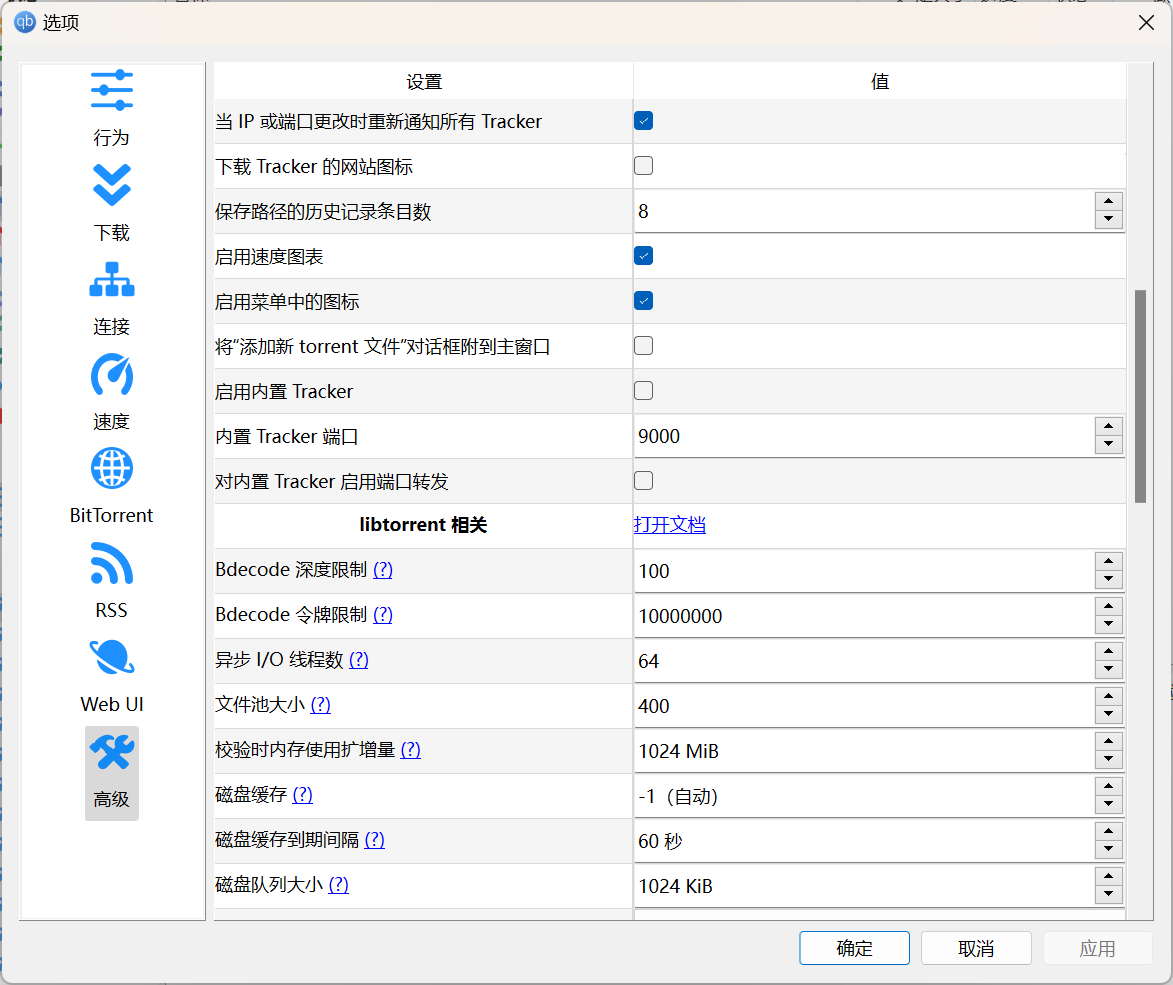 qb 选项
行为
下载
连接
速度
BitTorrent
RSS
Web UI
高级
设置 值
当 IP 或端口更改时重新通知所有 Tracker
下载 Tracker 的网站图标
保存路径的历史记录条目数 8
启用速度图表
启用菜单中的图标
将“添加新 torrent 文件”对话框附到主窗口
启用内置 Tracker
内置 Tracker 端口 9000
对内置 Tracker 启用端口转发
libtorrent 相关 打开文档
Bdecode 深度限制 (?) 100
Bdecode 令牌限制 (?) 10000000
异步 I/O 线程数 (?) 64
文件池大小 (?) 400
校验时内存使用扩增量 (?) 1024 MiB
磁盘缓存 (?) -1（自动）
磁盘缓存到期间隔 (?) 60 秒
磁盘队列大小 (?) 1024 KiB
确定 取消 应用